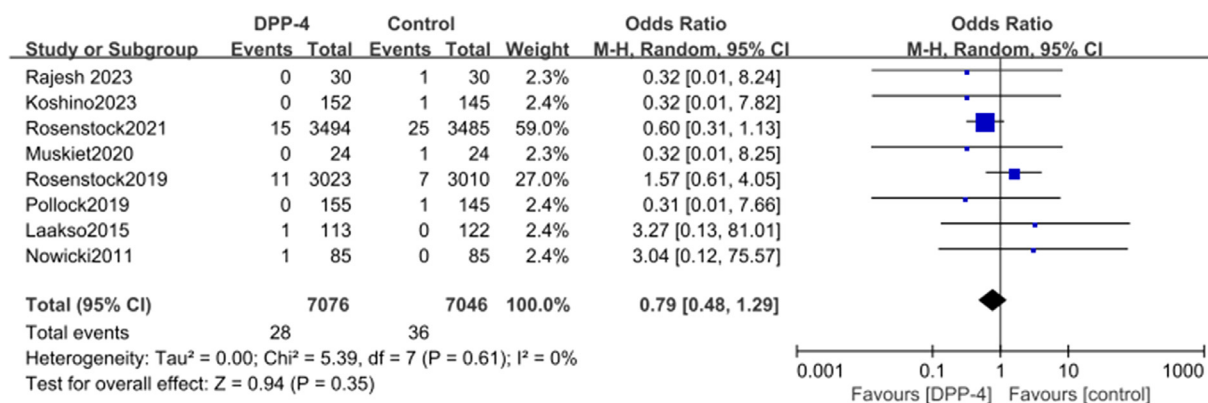 DPP-4 Control Odds Ratio Odds Ratio
Study or Subgroup Events Total Events Total Weight M-H, Random, 95% CI M-H, Random, 95% CI
Rajesh 2023 0 30 1 30 2.3% 0.32 [0.01, 8.24]
Koshino2023 0 152 1 145 2.4% 0.32 [0.01, 7.82]
Rosenstock2021 15 3494 25 3485 59.0% 0.60 [0.31, 1.13]
Muskiet2020 0 24 1 24 2.3% 0.32 [0.01, 8.25]
Rosenstock2019 11 3023 7 3010 27.0% 1.57 [0.61, 4.05]
Pollock2019 0 155 1 145 2.4% 0.31 [0.01, 7.66]
Laakso2015 1 113 0 122 2.4% 3.27 [0.13, 81.01]
Nowicki2011 1 85 0 85 2.4% 3.04 [0.12, 75.57]
Total (95% CI) 7076 7046 100.0% 0.79 [0.48, 1.29]
Total events 28 36
Heterogeneity: Tau² = 0.00; Chi² = 5.39, df = 7 (P = 0.61); I² = 0%
Test for overall effect: Z = 0.94 (P = 0.35)
0.001 0.1 1 10 1000
Favours [DPP-4] Favours [control]